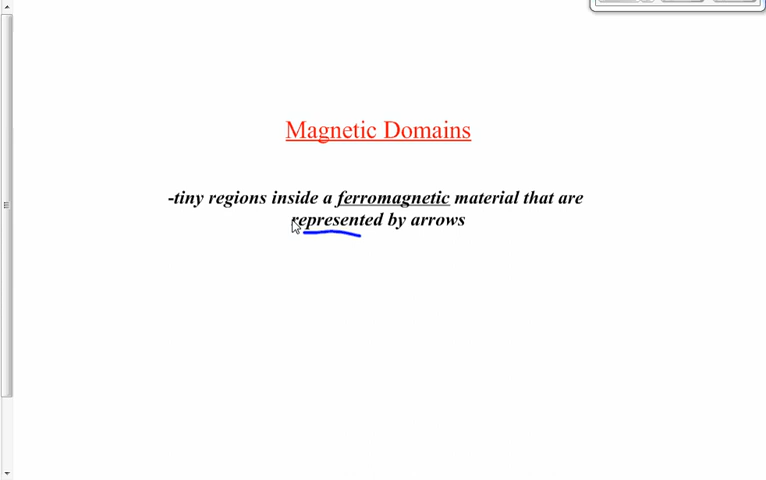 Magnetic Domains
-tiny regions inside a ferromagnetic material that are
represented by arrows